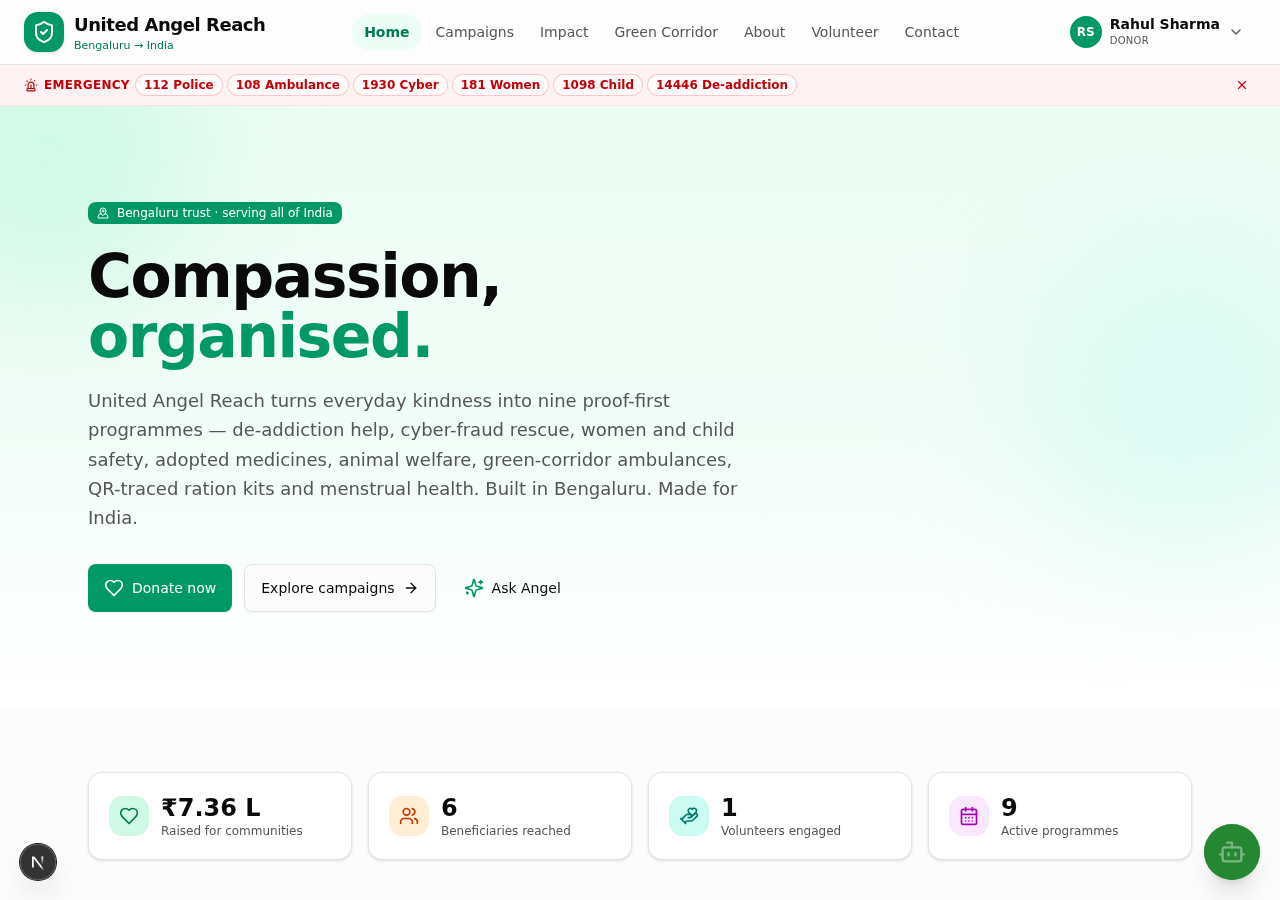 United Angel Reach
Bengaluru → India
Home
Campaigns
Impact
Green Corridor
About
Volunteer
Contact
RS
Rahul Sharma
DONOR
EMERGENCY
112 Police
108 Ambulance
1930 Cyber
181 Women
1098 Child
14446 De-addiction
Bengaluru trust · serving all of India
Compassion,
organised.
United Angel Reach turns everyday kindness into nine proof-first
programmes — de-addiction help, cyber-fraud rescue, women and child
safety, adopted medicines, animal welfare, green-corridor ambulances,
QR-traced ration kits and menstrual health. Built in Bengaluru. Made for
India.
Donate now
Explore campaigns →
Ask Angel
₹7.36 L
Raised for communities
6
Beneficiaries reached
1
Volunteers engaged
9
Active programmes
N